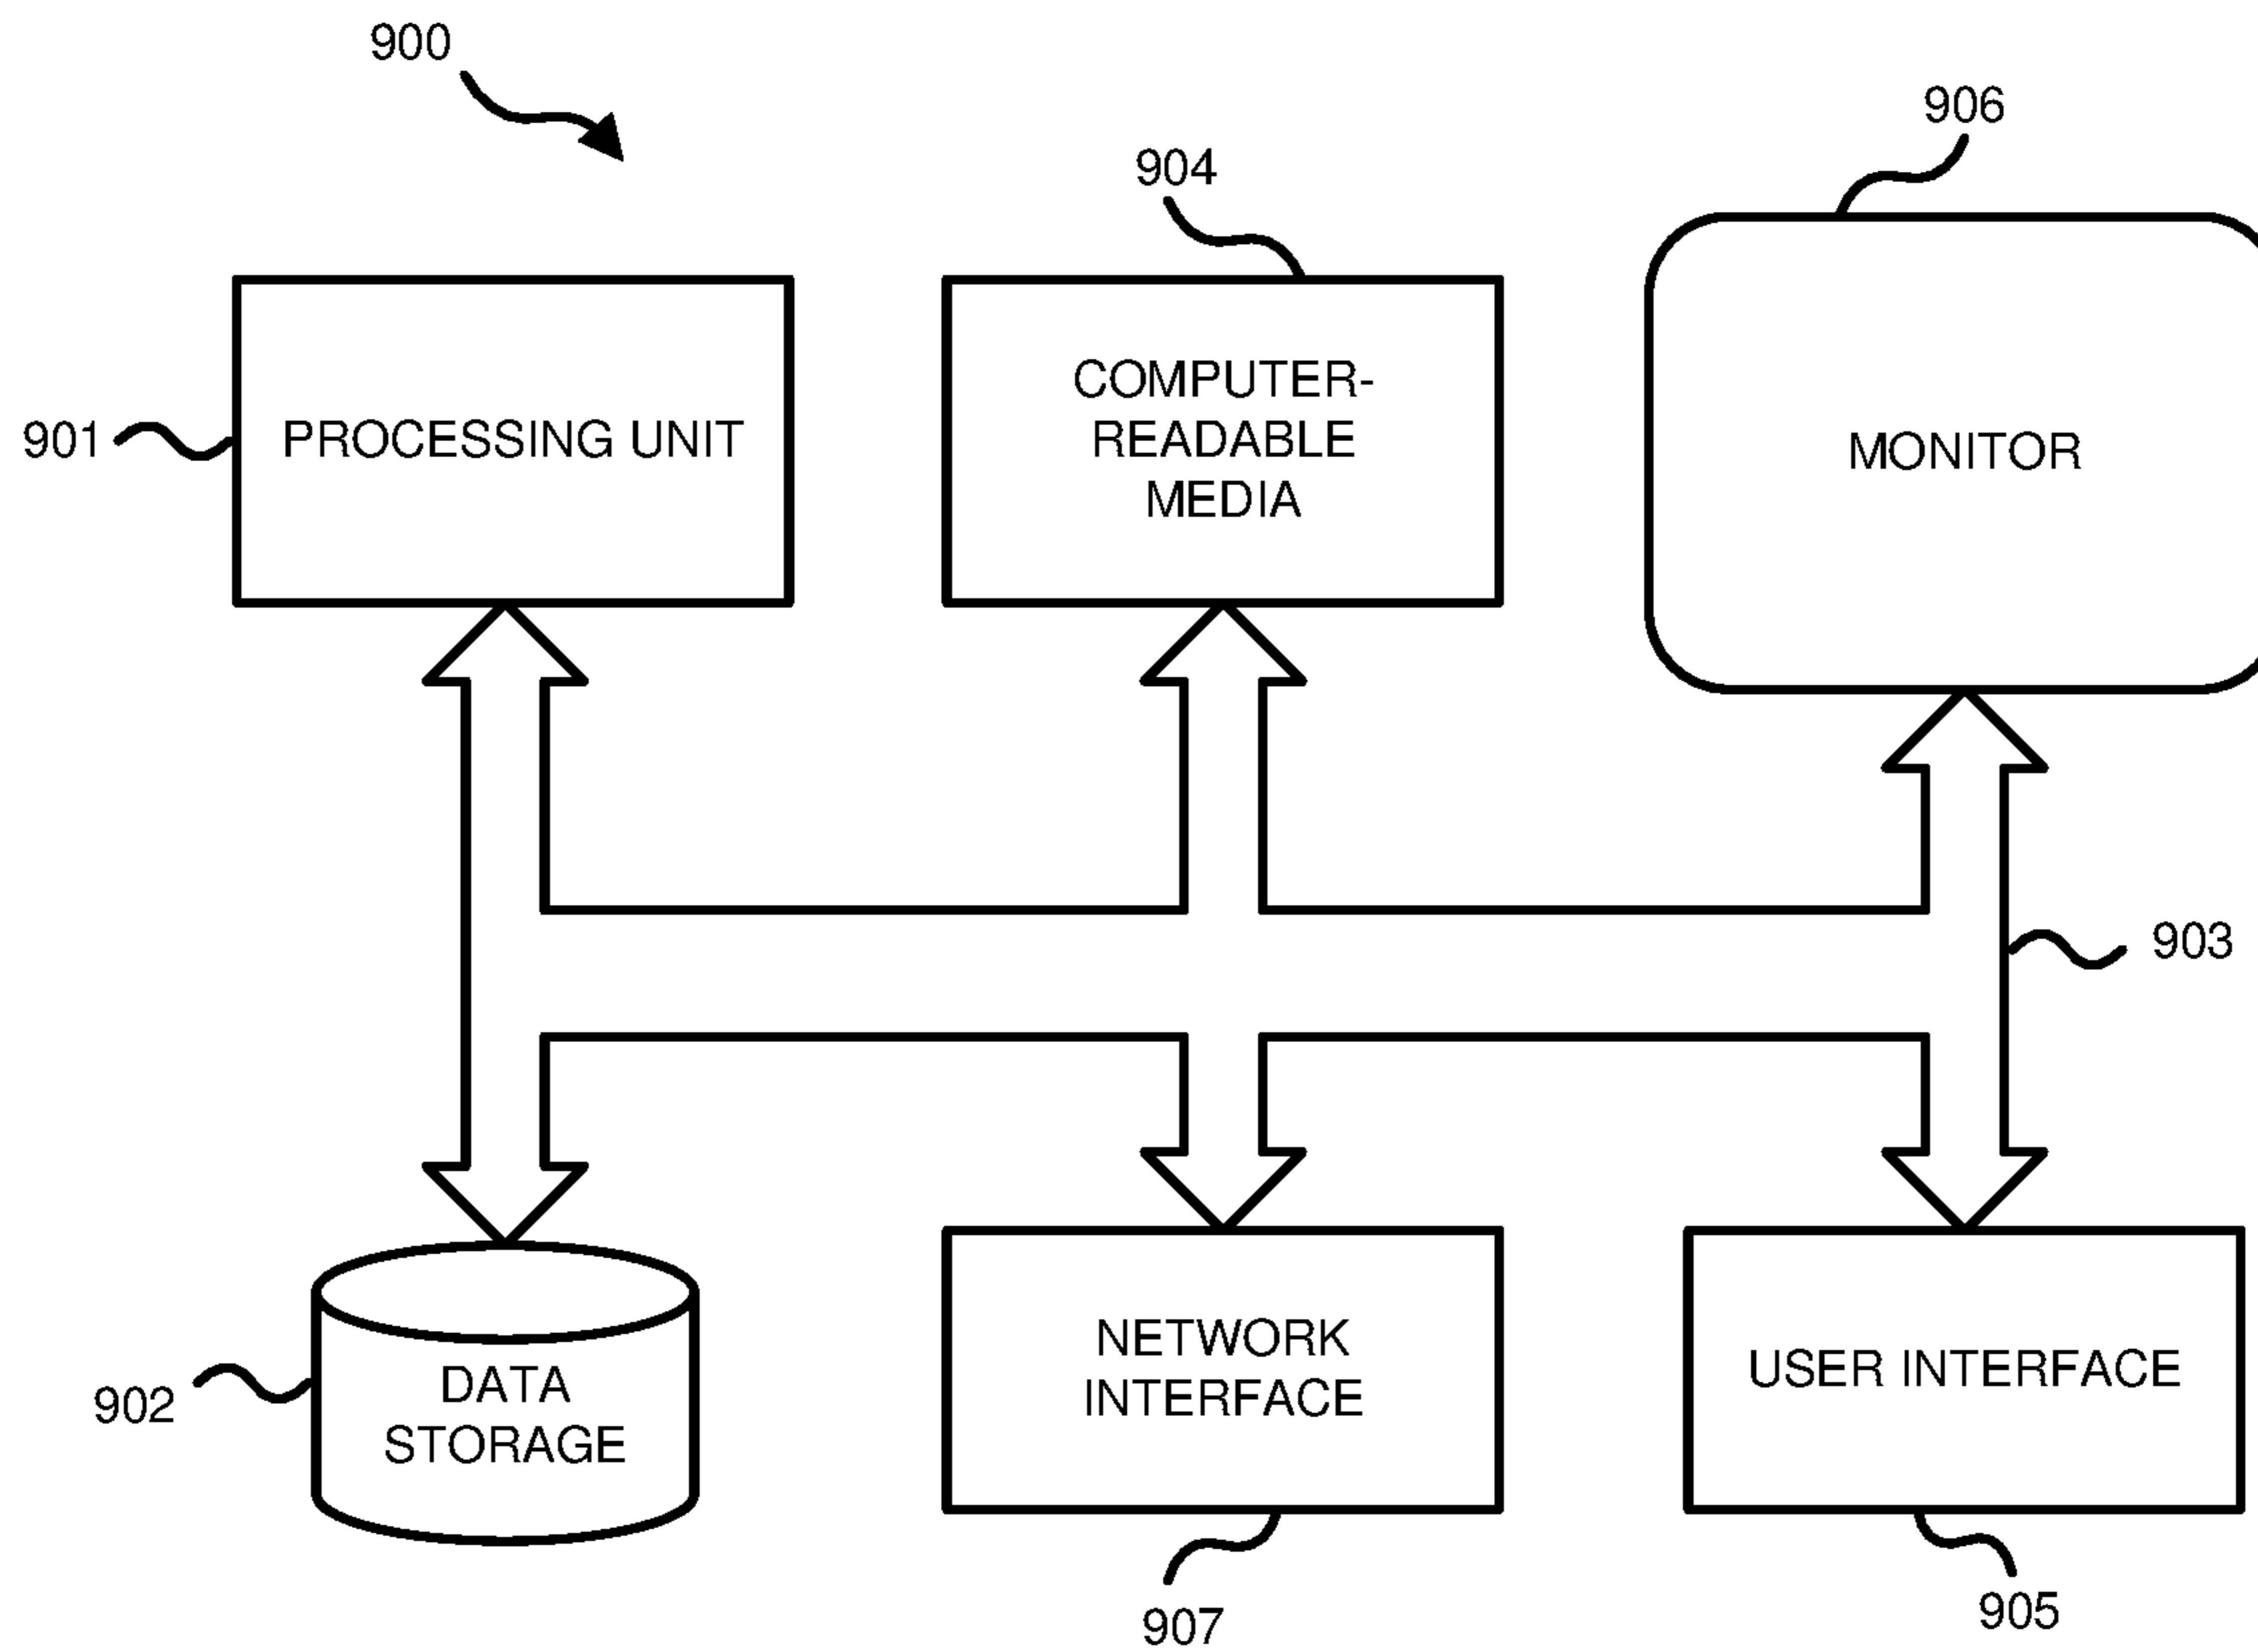 900
906
904
COMPUTER-
READABLE
MEDIA
901
PROCESSING UNIT
MONITOR
903
902
DATA
STORAGE
NETWORK
INTERFACE
USER INTERFACE
907
905